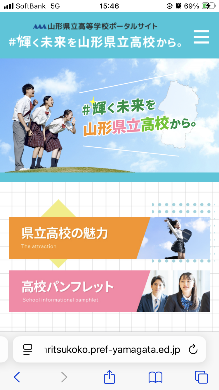 SoftBank 5G 15:46 69%
山形県立高等学校ポータルサイト
#輝く未来を山形県立高校から。
#輝く未来を
山形県立高校から。
県立高校の魅力
The attraction
高校パンフレット
School informational pamphlet
ıritsukoko.pref-yamagata.ed.jp